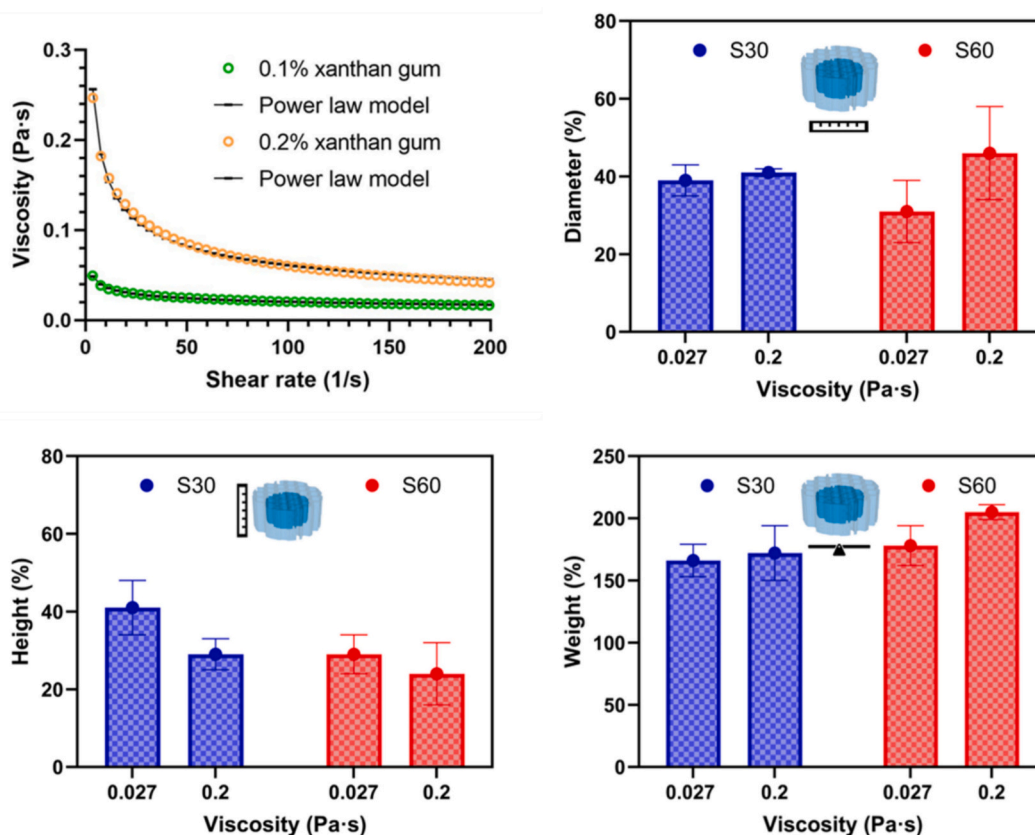 0.3
0.2
0.1
0.0
Viscosity (Pa·s)
0.1% xanthan gum
Power law model
0.2% xanthan gum
Power law model
0 50 100 150 200
Shear rate (1/s)
80
60
40
20
0
Diameter (%)
S30 S60
0.027 0.2 0.027 0.2
Viscosity (Pa·s)
80
60
40
20
0
Height (%)
S30 S60
0.027 0.2 0.027 0.2
Viscosity (Pa·s)
250
200
150
100
50
0
Weight (%)
S30 S60
0.027 0.2 0.027 0.2
Viscosity (Pa·s)